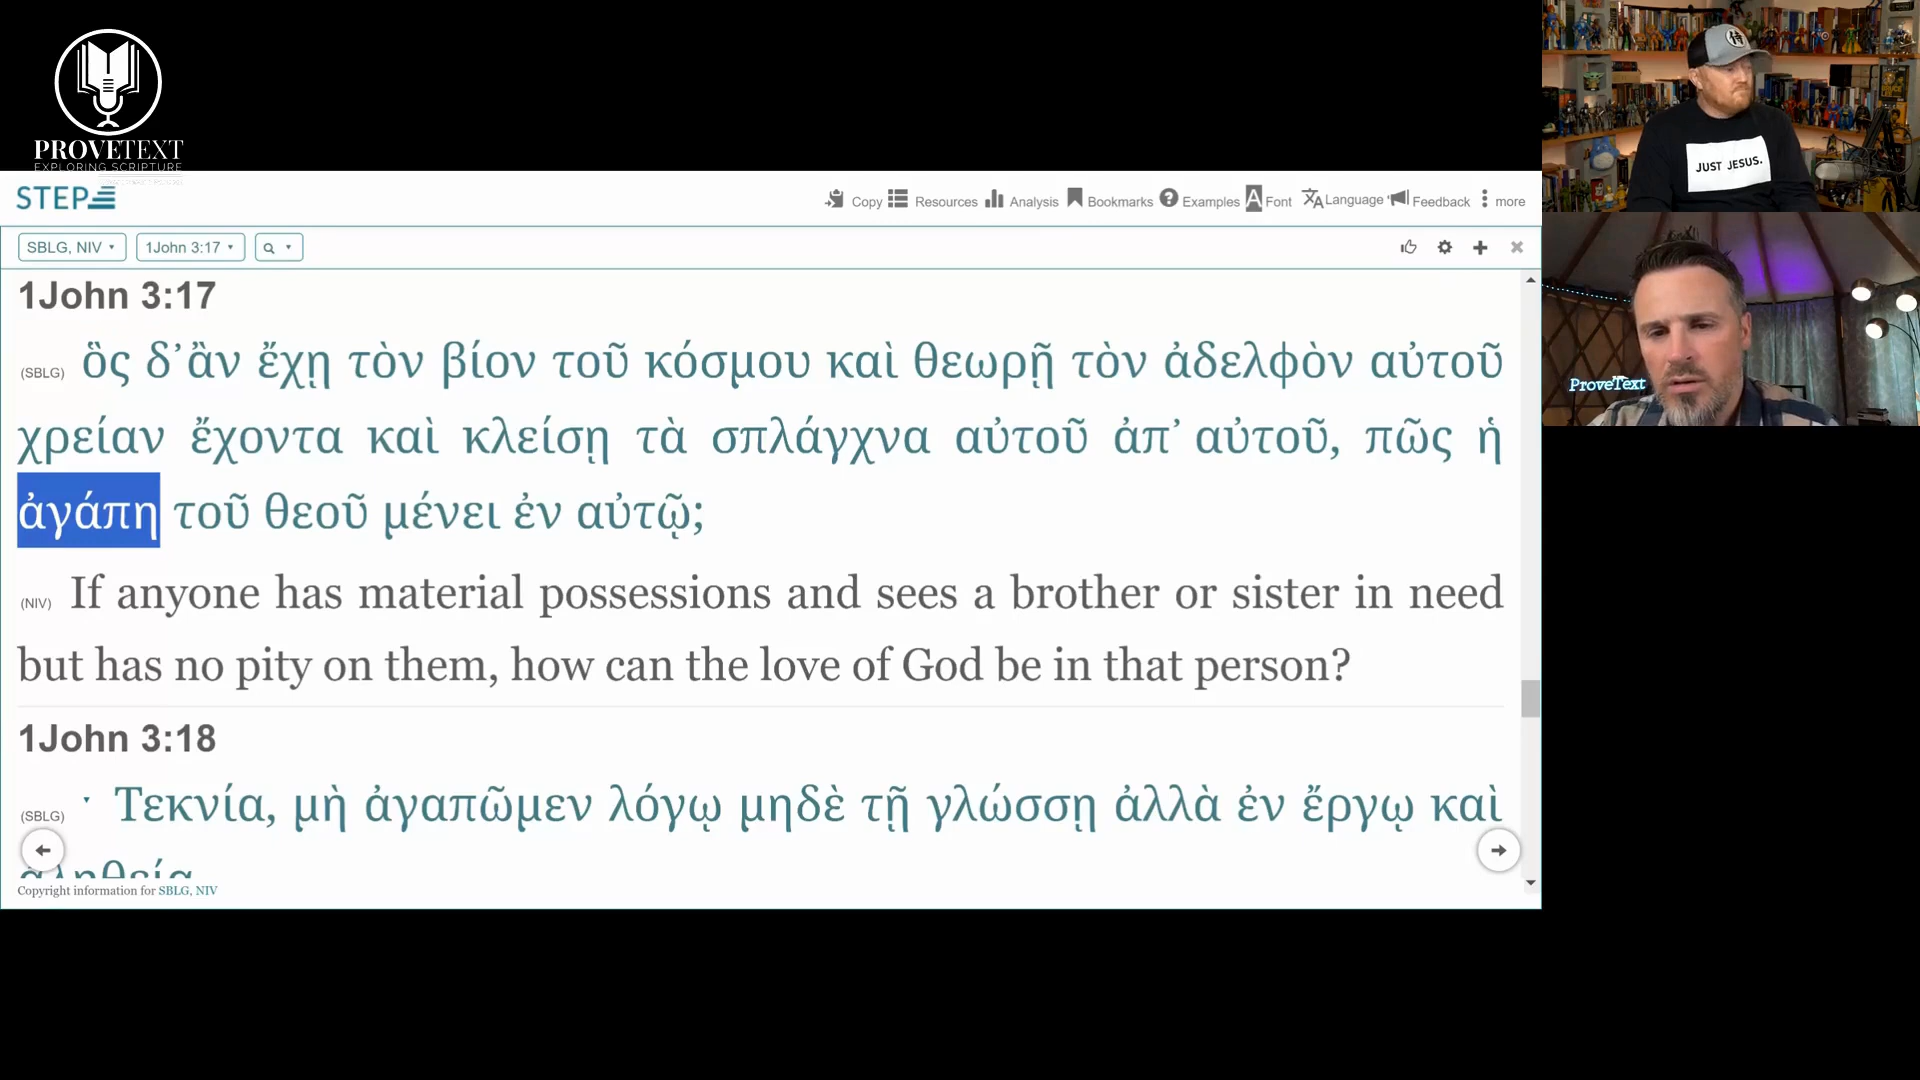 PROVETEXT
EXPLORING SCRIPTURE
STEP
Copy Resources Analysis Bookmarks Examples A Font Language Feedback more
SBLG, NIV 1John 3:17
JUST JESUS.
ProveText
1John 3:17
(SBLG) ὃς δ’ ἂν ἔχῃ τὸν βίον τοῦ κόσμου καὶ θεωρῇ τὸν ἀδελφὸν αὐτοῦ
χρείαν ἔχοντα καὶ κλείσῃ τὰ σπλάγχνα αὐτοῦ ἀπ’ αὐτοῦ, πῶς ἡ
ἀγάπη τοῦ θεοῦ μένει ἐν αὐτῷ;
(NIV) If anyone has material possessions and sees a brother or sister in need
but has no pity on them, how can the love of God be in that person?
1John 3:18
(SBLG) Τεκνία, μὴ ἀγαπῶμεν λόγῳ μηδὲ τῇ γλώσσῃ ἀλλὰ ἐν ἔργῳ καὶ
Copyright information for SBLG, NIV